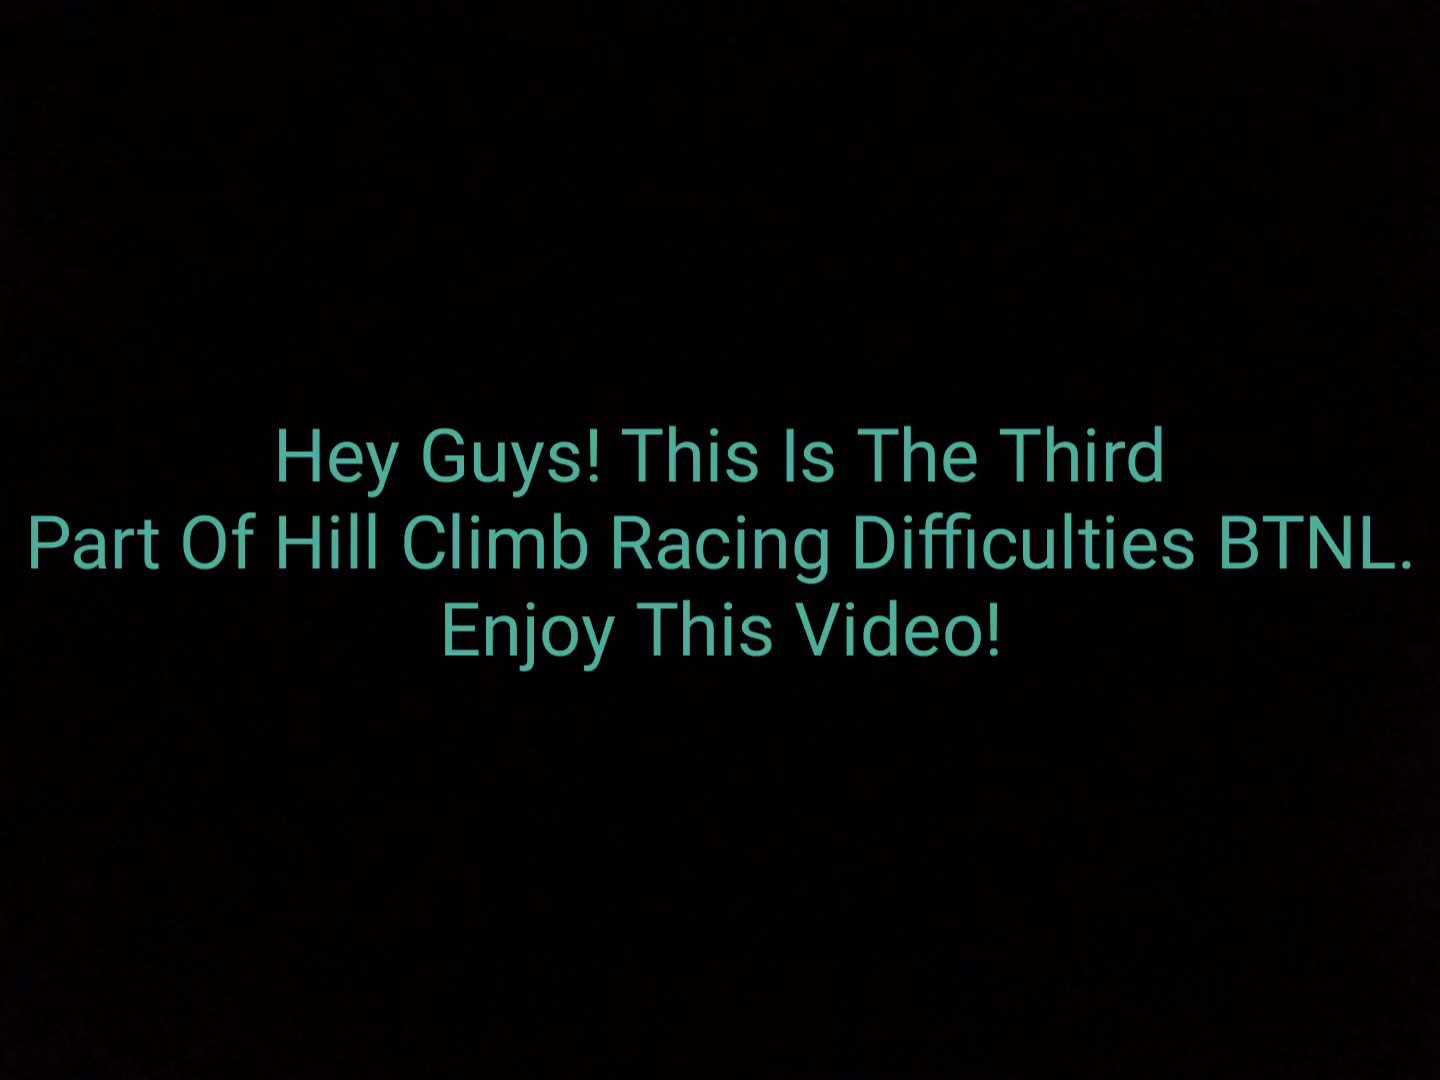 Hey Guys! This Is The Third
Part Of Hill Climb Racing Difficulties BTNL.
Enjoy This Video!